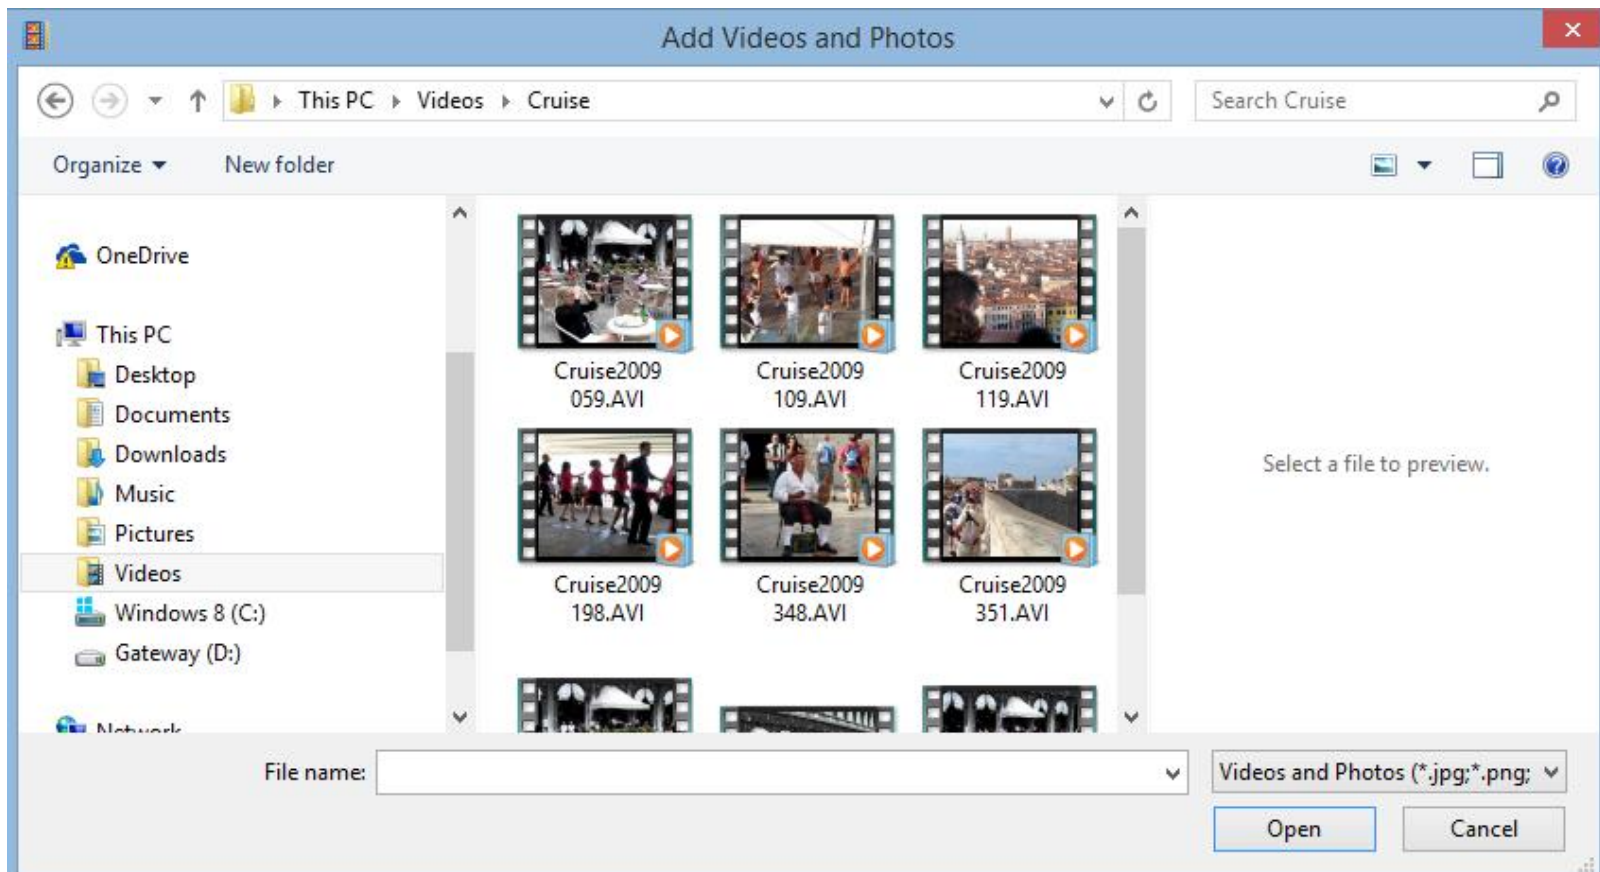 Add Videos and Photos
This PC Videos Cruise
Search Cruise
Organize New folder
OneDrive
This PC
Desktop
Documents
Downloads
Music
Pictures
Videos
Windows 8 (C:)
Gateway (D:)
Network
Cruise2009
059.AVI
Cruise2009
109.AVI
Cruise2009
119.AVI
Cruise2009
198.AVI
Cruise2009
348.AVI
Cruise2009
351.AVI
Select a file to preview.
File name:
Videos and Photos (*.jpg;*.png;
Open
Cancel